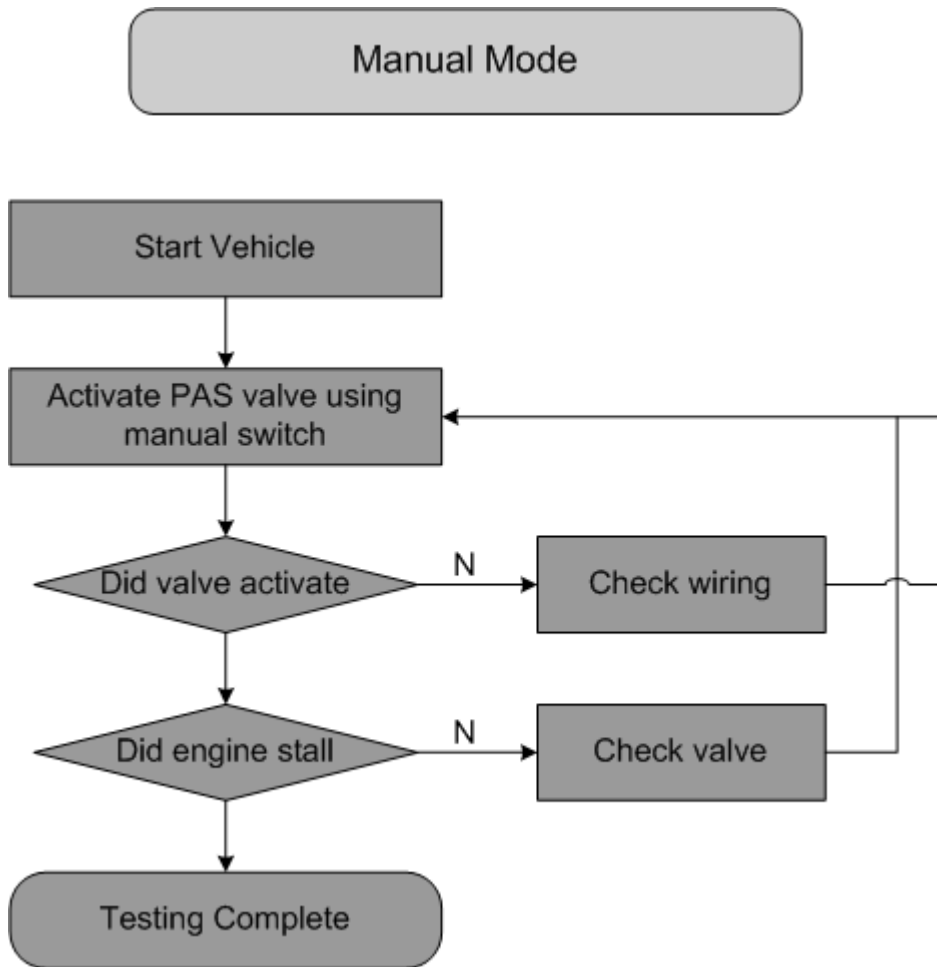 Manual Mode
Start Vehicle
Activate PAS valve using
manual switch
Did valve activate
N
Check wiring
Did engine stall
N
Check valve
Testing Complete